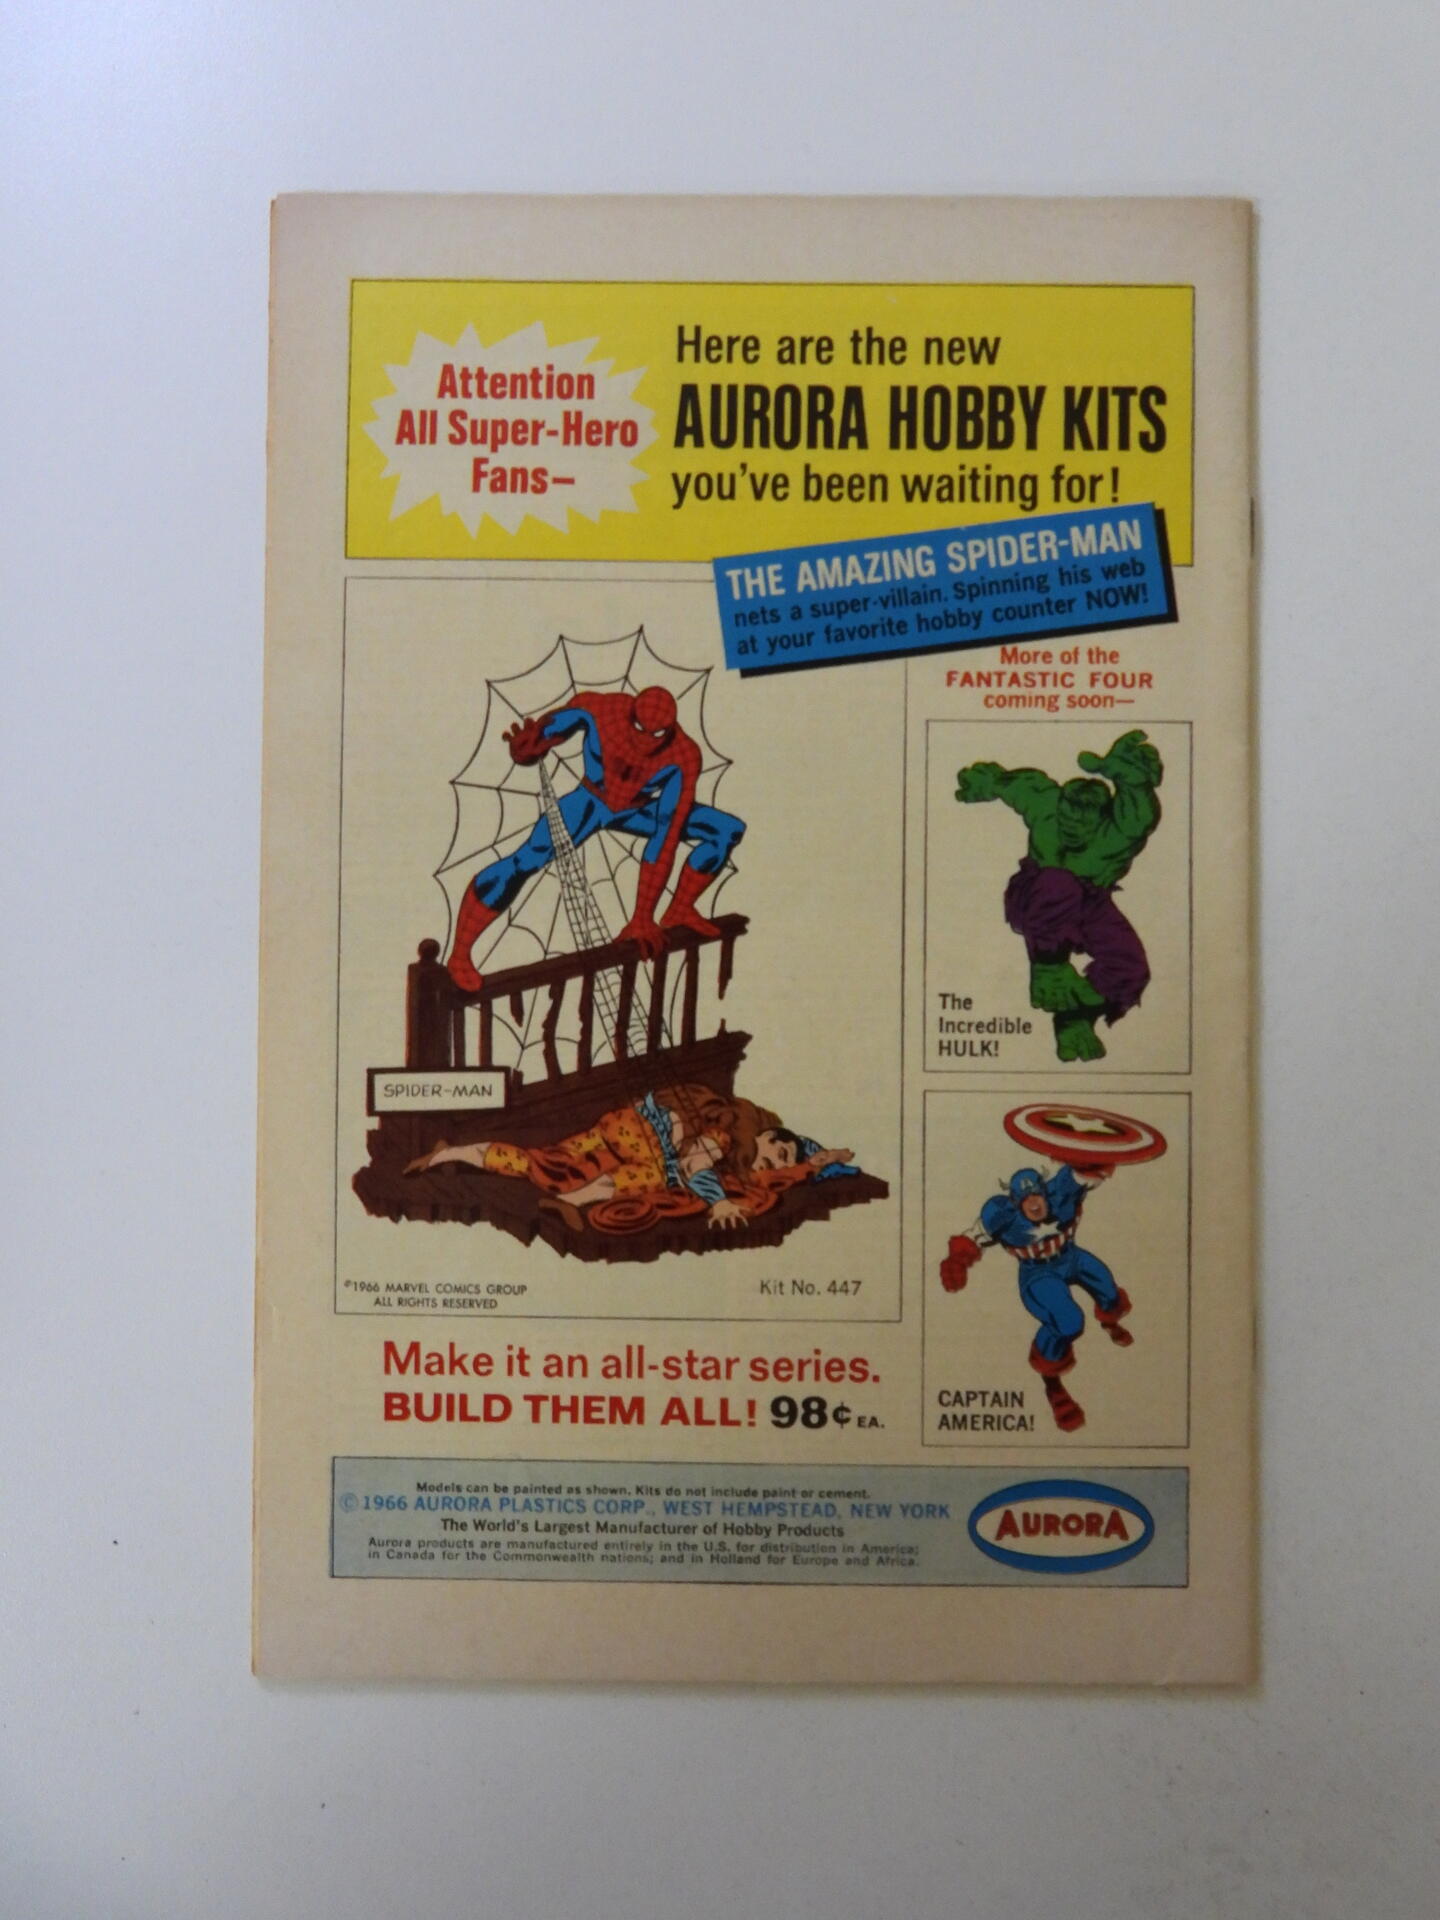 Attention
All Super-Hero
Fans—
Here are the new
AURORA HOBBY KITS
you've been waiting for!
THE AMAZING SPIDER-MAN
nets a super-villain. Spinning his web
at your favorite hobby counter NOW!
More of the
FANTASTIC FOUR
coming soon—
The
Incredible
HULK!
SPIDER-MAN
©1966 MARVEL COMICS GROUP
ALL RIGHTS RESERVED
Kit No. 447
CAPTAIN
AMERICA!
Make it an all-star series.
BUILD THEM ALL! 98¢ EA.
Models can be painted as shown. Kits do not include paint or cement.
© 1966 AURORA PLASTICS CORP., WEST HEMPSTEAD, NEW YORK
The World's Largest Manufacturer of Hobby Products
Aurora products are manufactured entirely in the U.S. for distribution in America;
in Canada for the Commonwealth nations; and in Holland for Europe and Africa.
AURORA